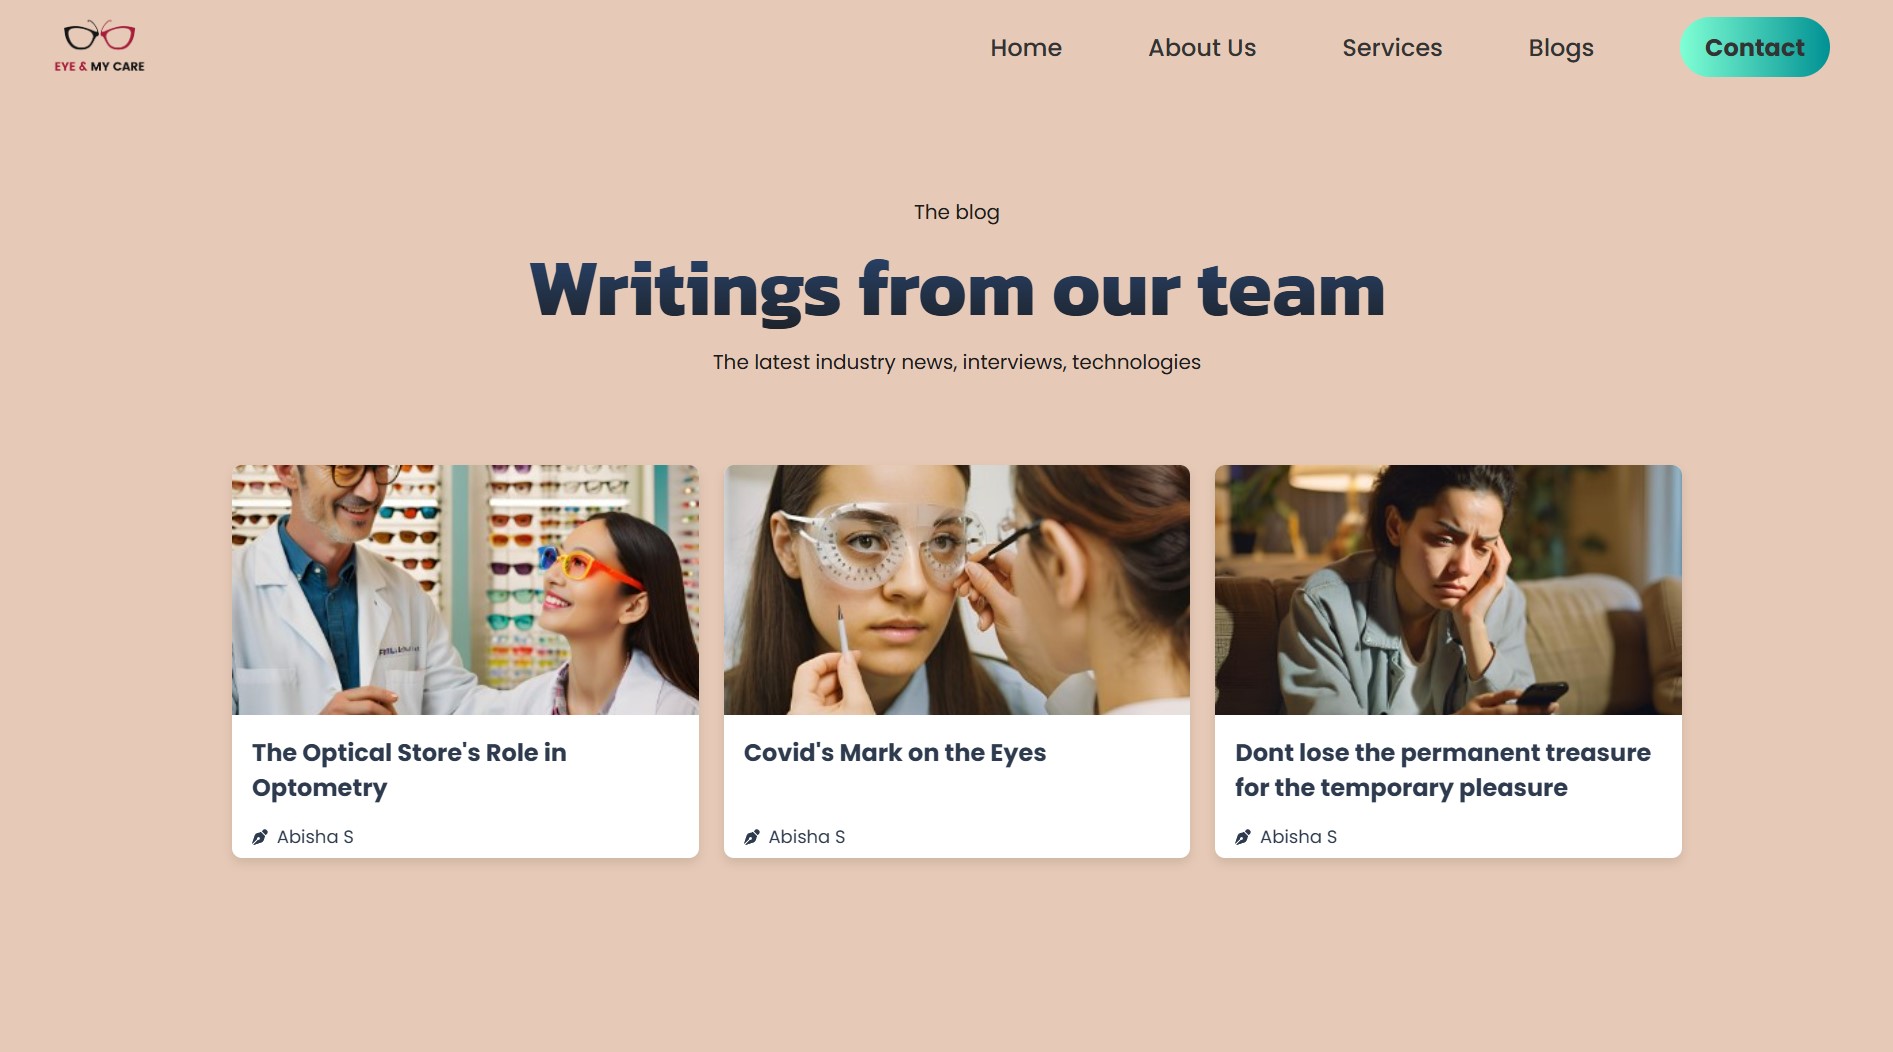 EYE & MY CARE
Home
About Us
Services
Blogs
Contact
The blog
Writings from our team
The latest industry news, interviews, technologies
The Optical Store's Role in
Optometry
Abisha S
Covid's Mark on the Eyes
Abisha S
Dont lose the permanent treasure
for the temporary pleasure
Abisha S